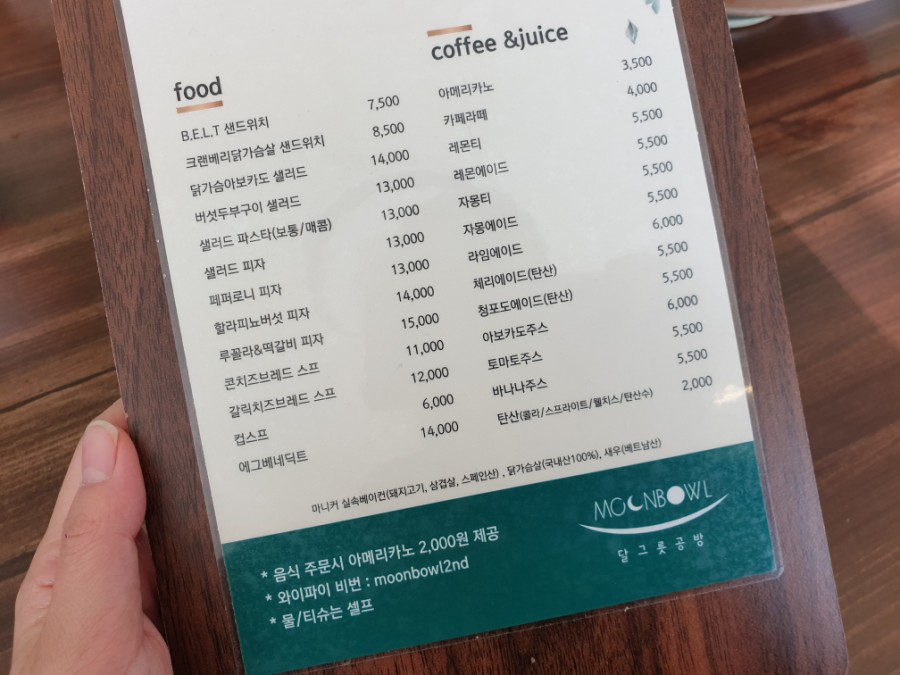 food
B.E.L.T 샌드위치 7,500
크랜베리닭가슴살 샌드위치 8,500
닭가슴아보카도 샐러드 14,000
버섯두부구이 샐러드 13,000
샐러드 파스타(보통/매콤) 13,000
샐러드 피자 13,000
페퍼로니 피자 13,000
할라피뇨버섯 피자 14,000
루꼴라&떡갈비 피자 15,000
콘치즈브레드 스프 11,000
갈릭치즈브레드 스프 12,000
컵스프 6,000
에그베네딕트 14,000
coffee &juice
아메리카노 3,500
카페라떼 4,000
레몬티 5,500
레몬에이드 5,500
자몽티 5,500
자몽에이드 5,500
라임에이드 6,000
체리에이드(탄산) 5,500
청포도에이드(탄산) 5,500
아보카도주스 6,000
토마토주스 5,500
바나나주스 5,500
탄산(콜리/스프라이트/웰치스/탄산수) 2,000
마니커 실속베이컨(돼지고기, 삼겹살, 스페인산) , 닭가슴살(국내산100%), 새우(베트남산)
* 음식 주문시 아메리카노 2,000원 제공
* 와이파이 비번 : moonbowl2nd
* 물/티슈는 셀프
MOONBOWL
달그릇공방